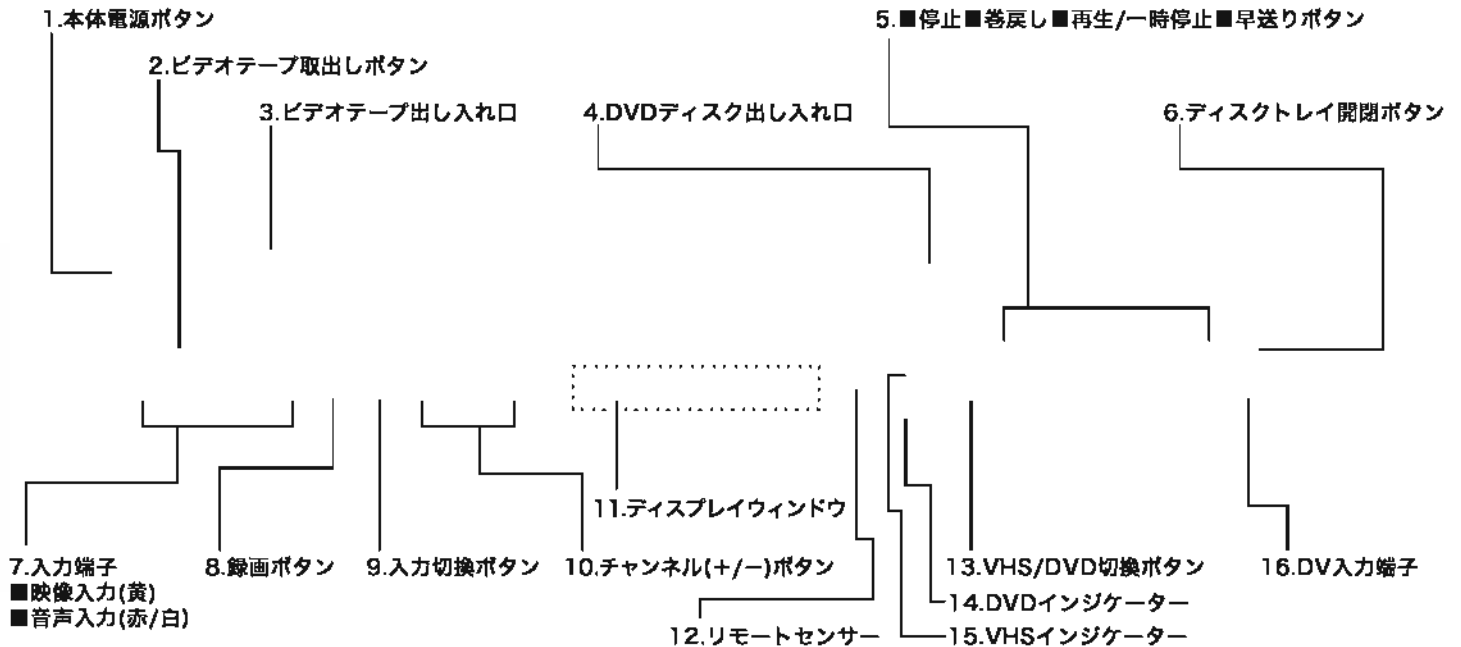 1.本体電源ボタン
2.ビデオテープ取出しボタン
3.ビデオテープ出し入れ口
4.DVDディスク出し入れ口
5.■停止■巻戻し■再生/一時停止■早送りボタン
6.ディスクトレイ開閉ボタン
7.入力端子
■映像入力(黄)
■音声入力(赤/白)
8.録画ボタン
9.入力切換ボタン
10.チャンネル(+/−)ボタン
11.ディスプレイウィンドウ
12.リモートセンサー
13.VHS/DVD切換ボタン
14.DVDインジケーター
15.VHSインジケーター
16.DV入力端子